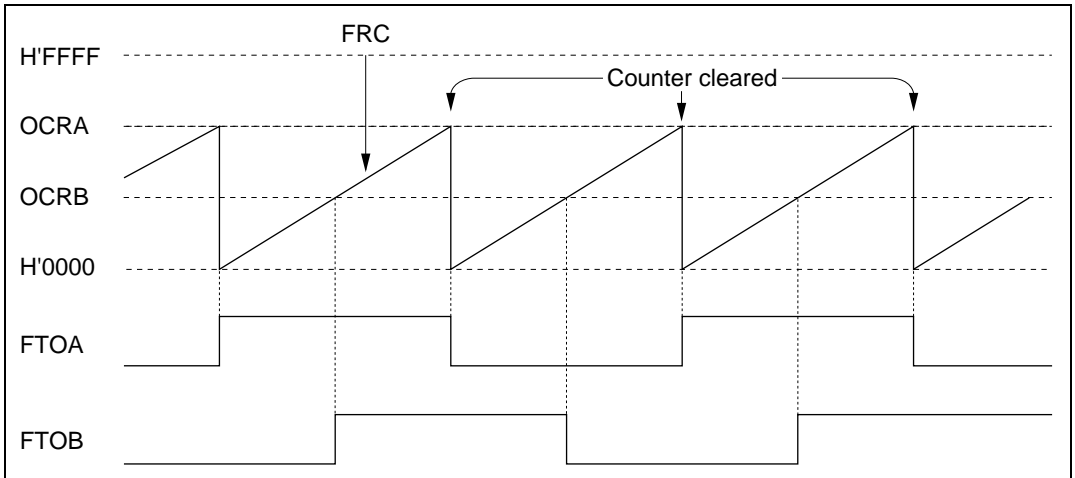 FRC
H'FFFF
Counter cleared
OCRA
OCRB
H'0000
FTOA
FTOB